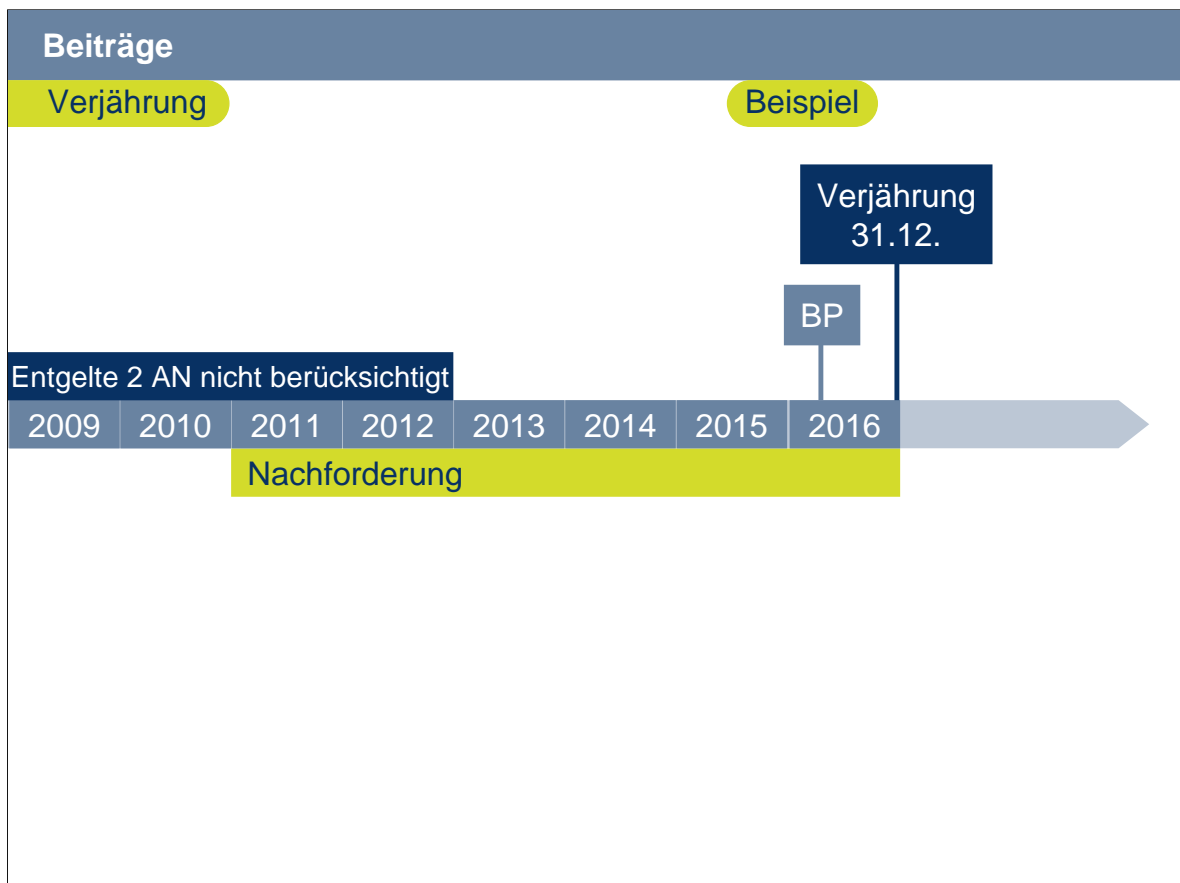 Beiträge
Verjährung
Beispiel
Verjährung
31.12.
BP
Entgelte 2 AN nicht berücksichtigt
2009 2010 2011 2012 2013 2014 2015 2016
Nachforderung